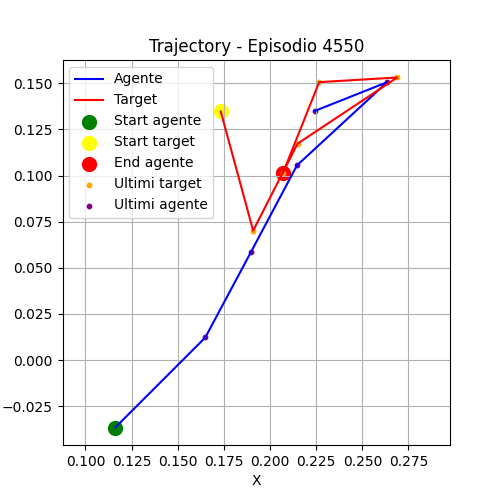 Trajectory - Episodio 4550
Agente
Target
Start agente
Start target
End agente
Ultimi target
Ultimi agente
0.150
0.125
0.100
0.075
0.050
0.025
0.000
−0.025
0.100 0.125 0.150 0.175 0.200 0.225 0.250 0.275
X